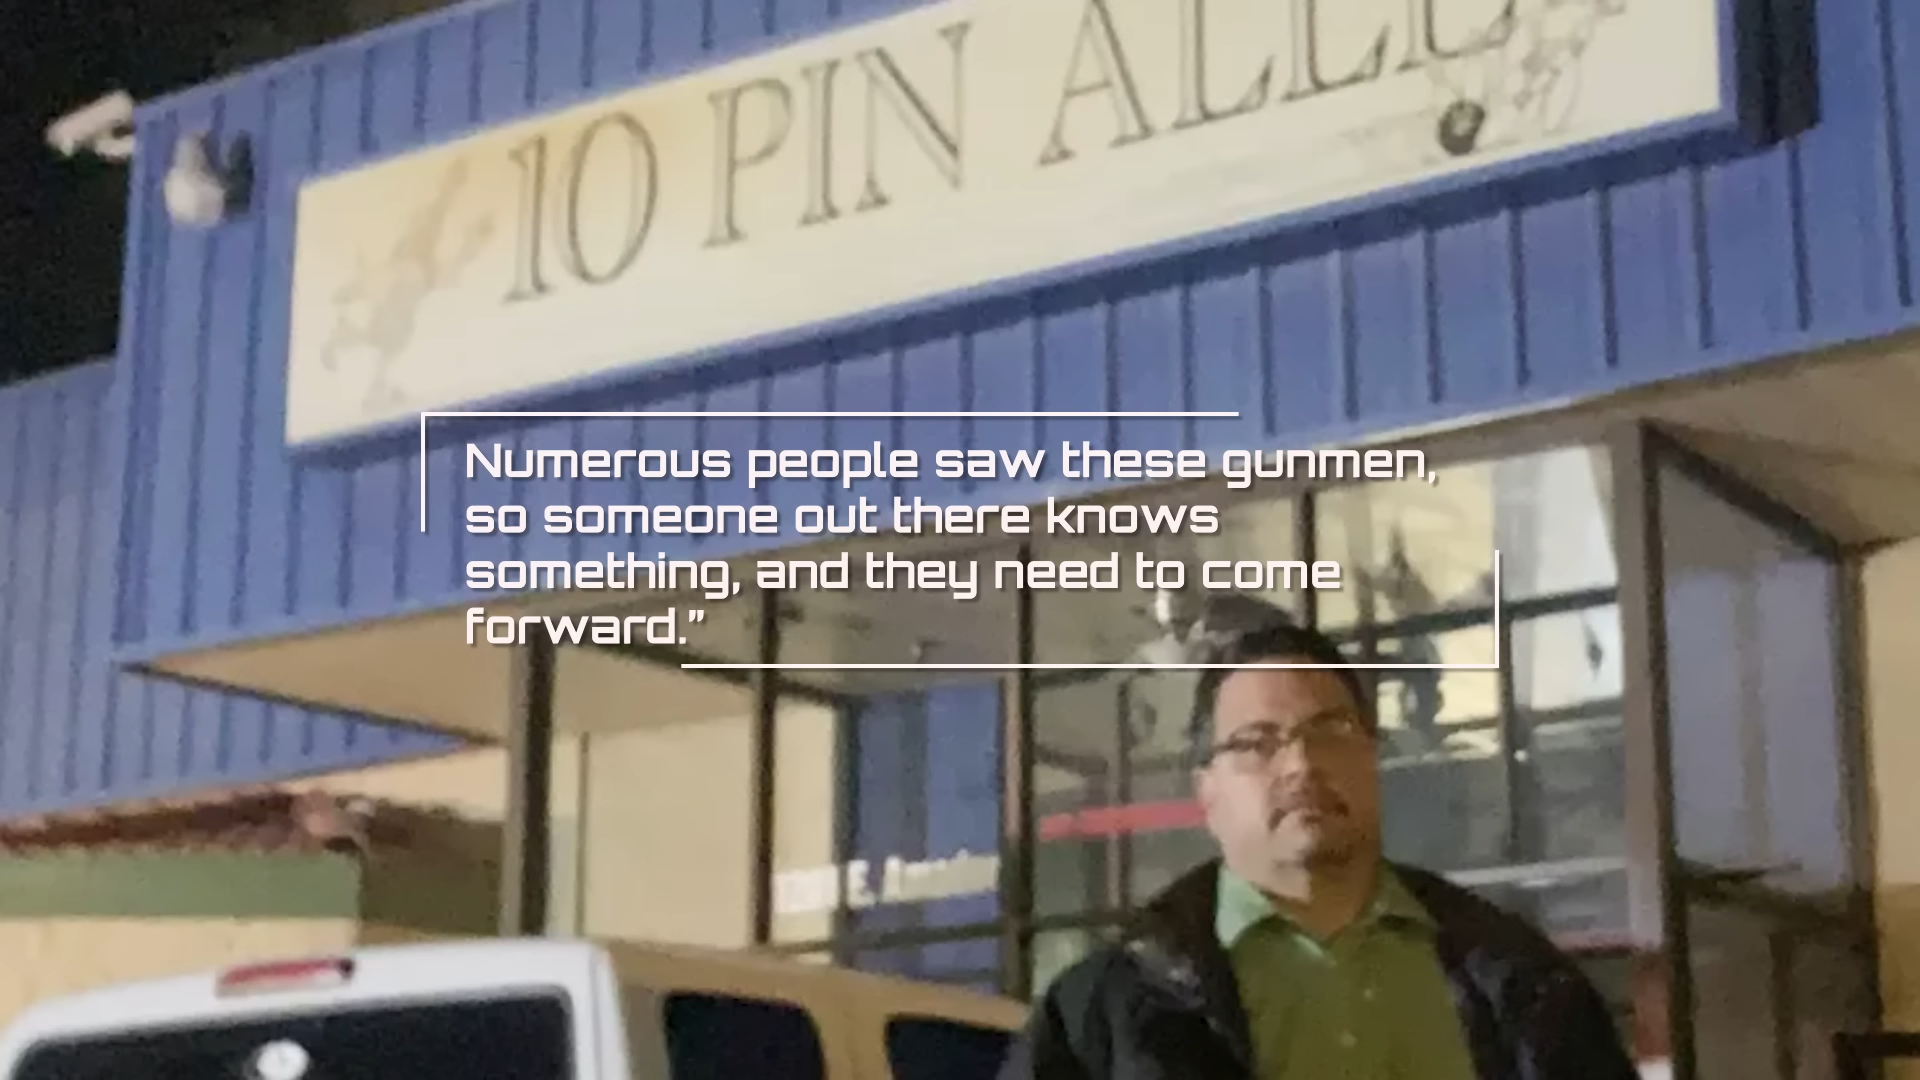 10 PIN ALLE
Numerous people saw these gunmen,
so someone out there knows
something, and they need to come
forward.”
E.